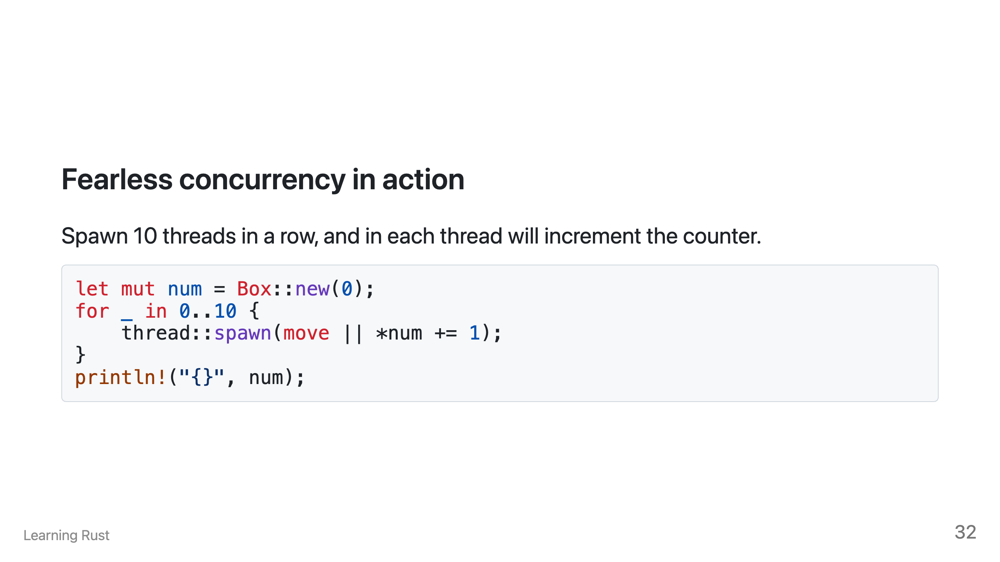 Fearless concurrency in action
Spawn 10 threads in a row, and in each thread will increment the counter.
let mut num = Box::new(0);
for _ in 0..10 {
    thread::spawn(move || *num += 1);
}
println!("{}", num);
Learning Rust
32